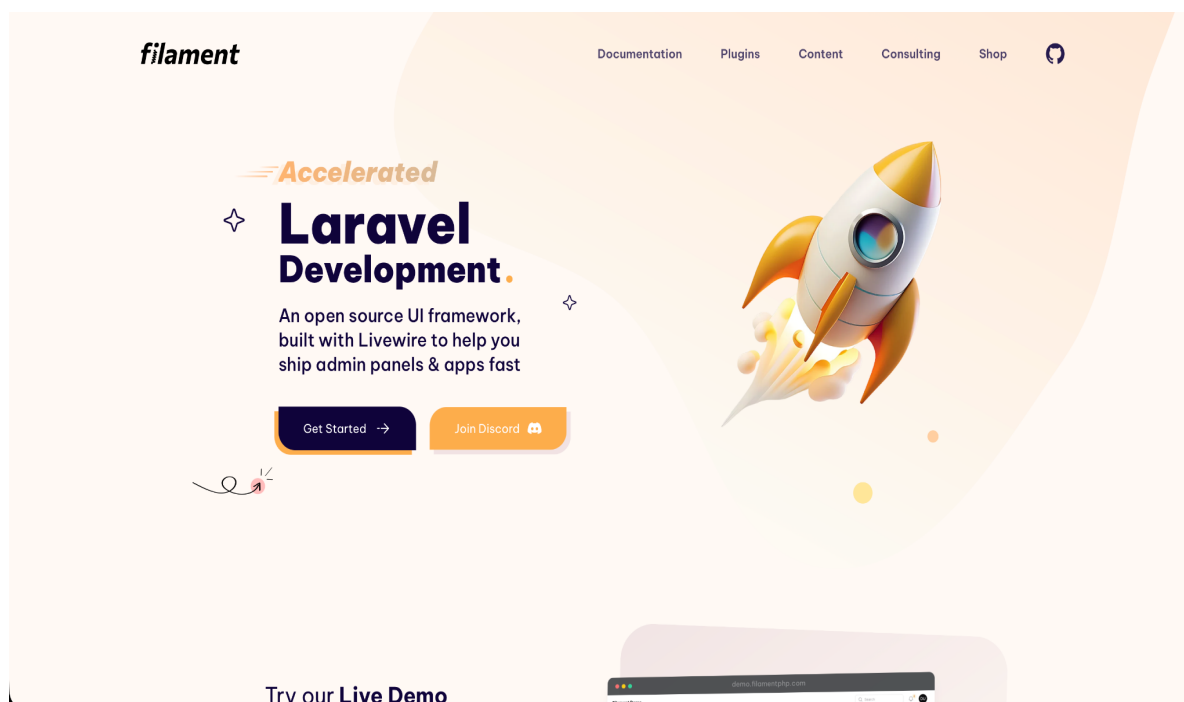 filament
Documentation Plugins Content Consulting Shop
Accelerated
Laravel
Development.
An open source UI framework,
built with Livewire to help you
ship admin panels & apps fast
Get Started
Join Discord
Try our Live Demo
demo.filamentphp.com
Search